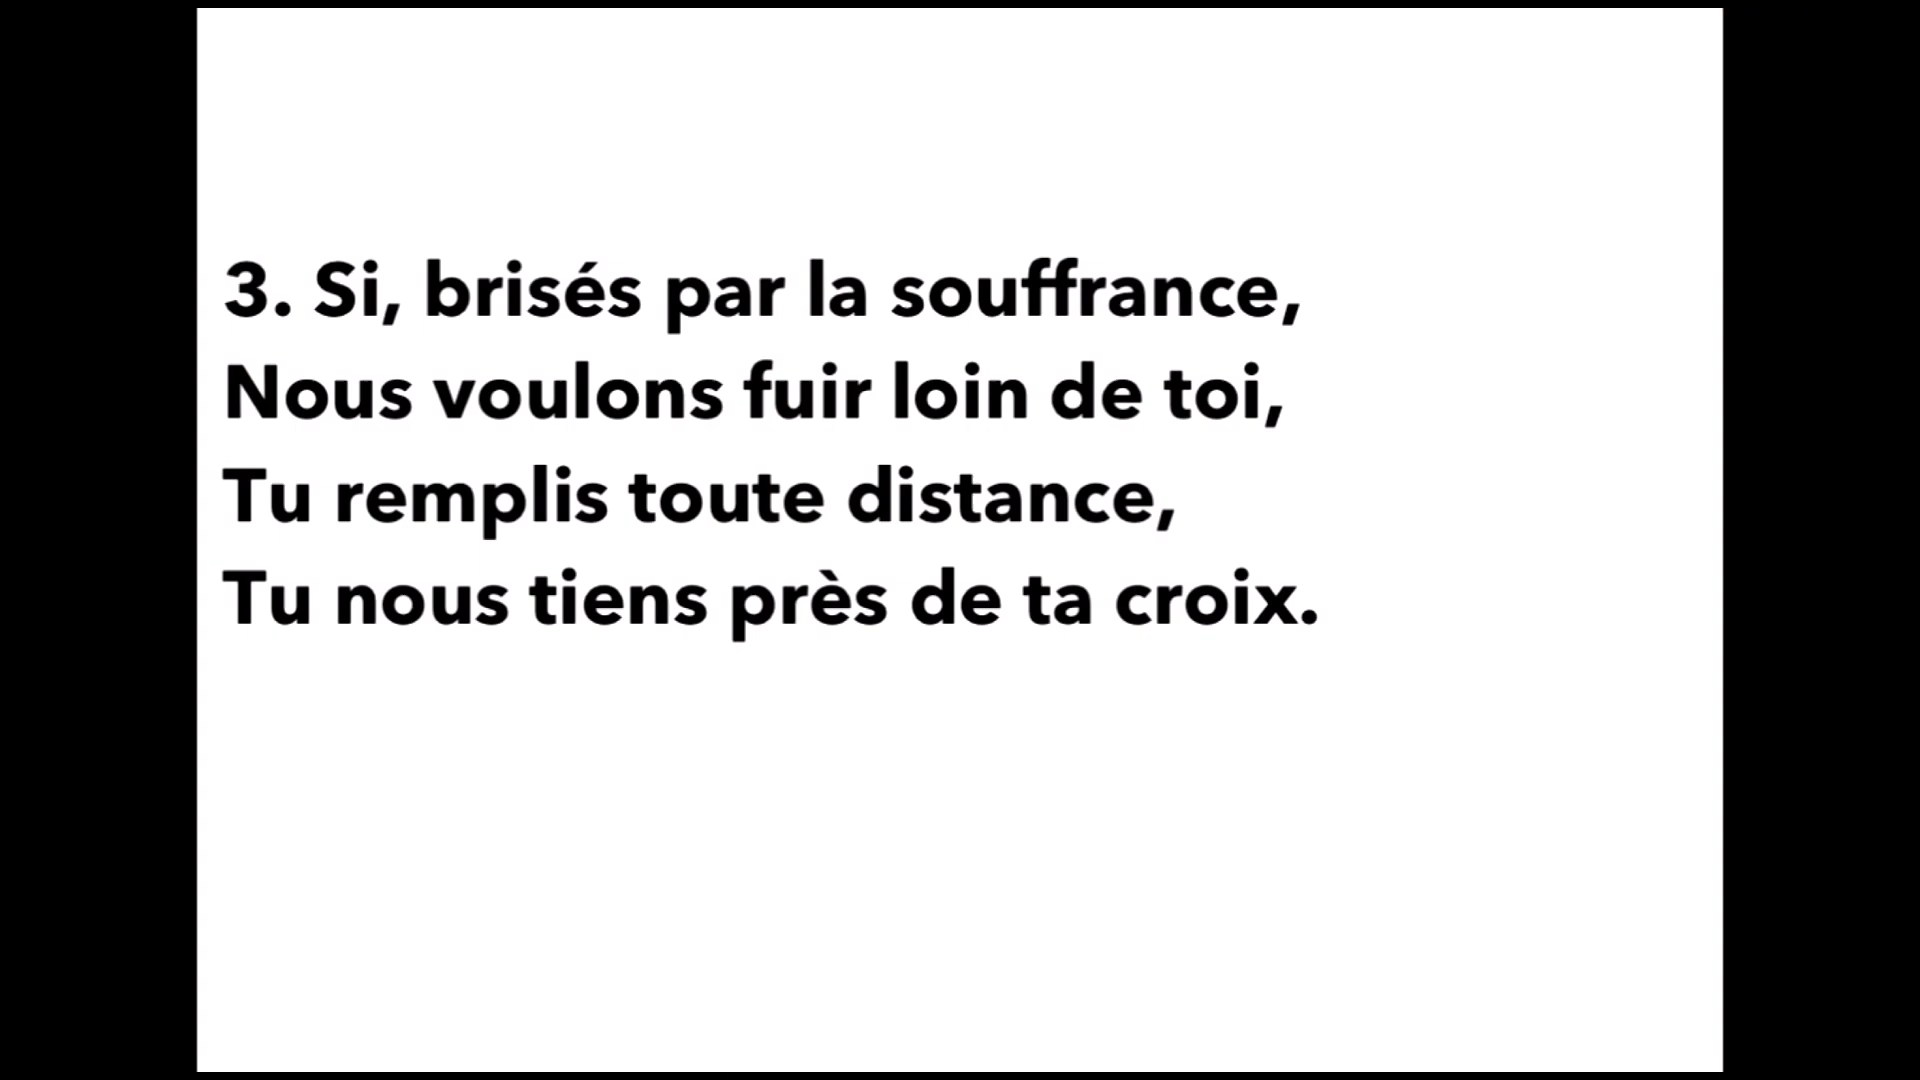 3. Si, brisés par la souffrance,
Nous voulons fuir loin de toi,
Tu remplis toute distance,
Tu nous tiens près de ta croix.